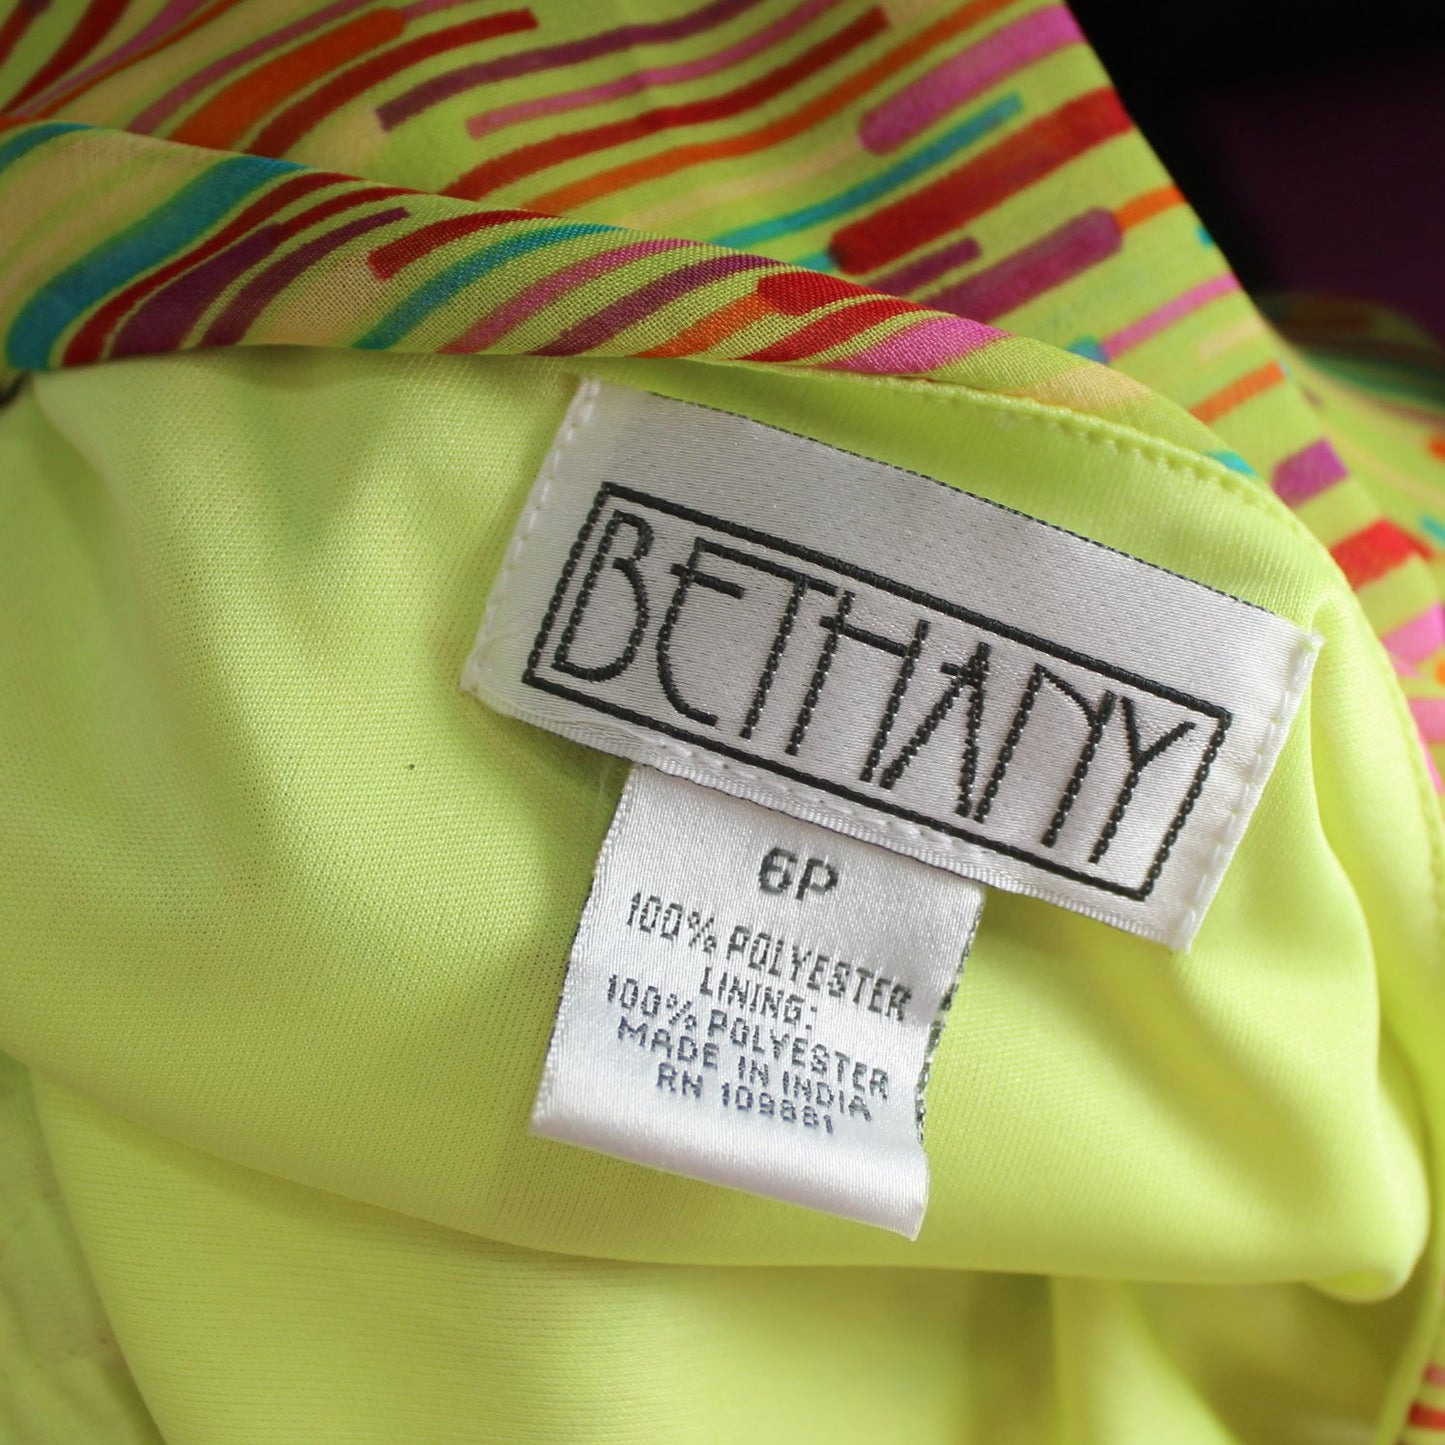 BETHANY
6P
100% POLYESTER
LINING:
100% POLYESTER
MADE IN INDIA
RN 109881